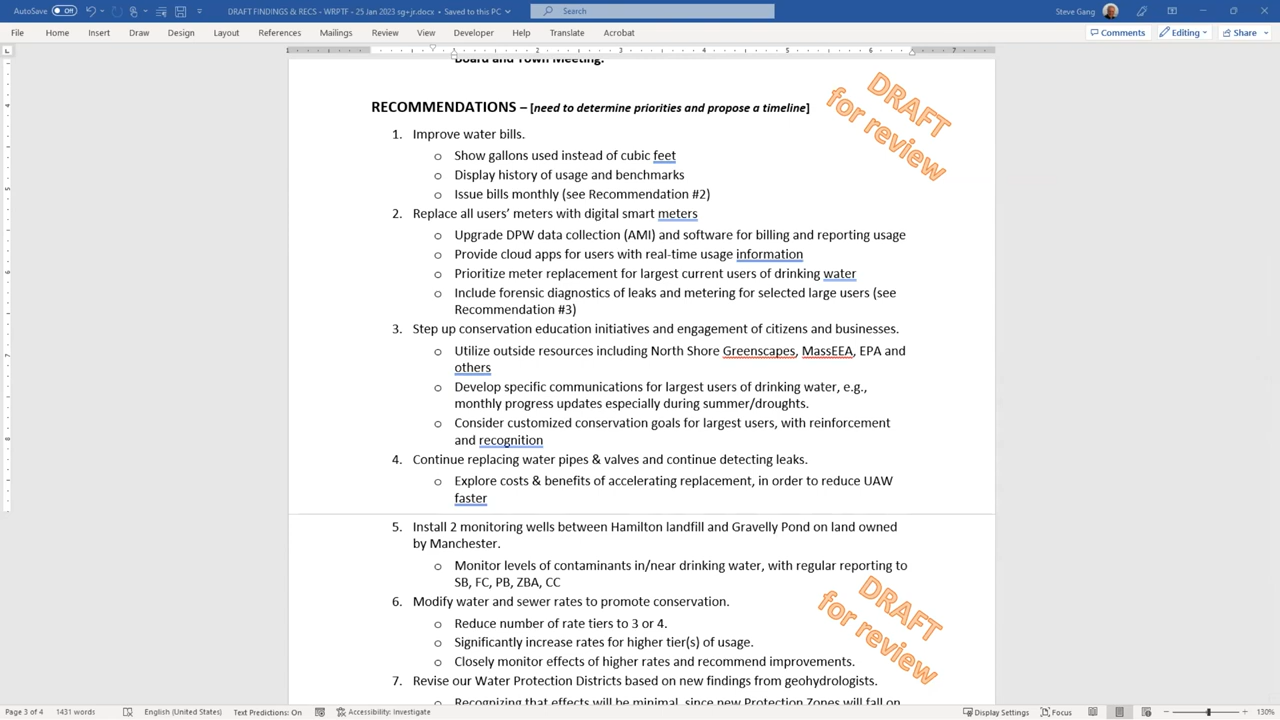 AutoSave Off DRAFT FINDINGS & RECS - WRPTF - 25 Jan 2023 sg+jr.docx • Saved to this PC Search Steve Gang
File Home Insert Draw Design Layout References Mailings Review View Developer Help Translate Acrobat Comments Editing Share
Board and Town Meeting.
RECOMMENDATIONS – [need to determine priorities and propose a timeline]
DRAFT
for review
1. Improve water bills.
o Show gallons used instead of cubic feet
o Display history of usage and benchmarks
o Issue bills monthly (see Recommendation #2)
2. Replace all users’ meters with digital smart meters
o Upgrade DPW data collection (AMI) and software for billing and reporting usage
o Provide cloud apps for users with real-time usage information
o Prioritize meter replacement for largest current users of drinking water
o Include forensic diagnostics of leaks and metering for selected large users (see
Recommendation #3)
3. Step up conservation education initiatives and engagement of citizens and businesses.
o Utilize outside resources including North Shore Greenscapes, MassEEA, EPA and
others
o Develop specific communications for largest users of drinking water, e.g.,
monthly progress updates especially during summer/droughts.
o Consider customized conservation goals for largest users, with reinforcement
and recognition
4. Continue replacing water pipes & valves and continue detecting leaks.
o Explore costs & benefits of accelerating replacement, in order to reduce UAW
faster
5. Install 2 monitoring wells between Hamilton landfill and Gravelly Pond on land owned
by Manchester.
o Monitor levels of contaminants in/near drinking water, with regular reporting to
SB, FC, PB, ZBA, CC
DRAFT
for review
6. Modify water and sewer rates to promote conservation.
o Reduce number of rate tiers to 3 or 4.
o Significantly increase rates for higher tier(s) of usage.
o Closely monitor effects of higher rates and recommend improvements.
7. Revise our Water Protection Districts based on new findings from geohydrologists.
o Recognizing that effects will be minimal, since new Protection Zones will fall on
Page 3 of 4 1431 words English (United States) Text Predictions: On Accessibility: Investigate Display Settings Focus 130%